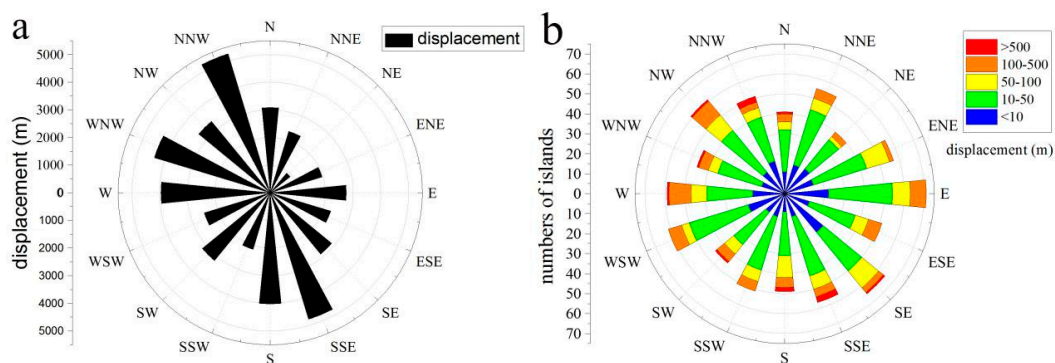 a
displacement (m)
5000
4000
3000
2000
1000
0
0
1000
2000
3000
4000
5000
N
NNE
NE
ENE
E
ESE
SE
SSE
S
SSW
SW
WSW
W
WNW
NW
NNW
displacement
b
numbers of islands
70
60
50
40
30
20
10
0
0
10
20
30
40
50
60
70
N
NNE
NE
ENE
E
ESE
SE
SSE
S
SSW
SW
WSW
W
WNW
NW
NNW
>500
100-500
50-100
10-50
<10
displacement (m)